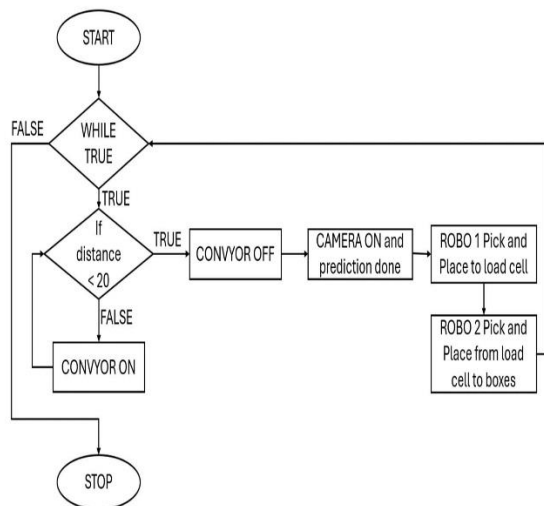 START
FALSE
WHILE
TRUE
TRUE
If
distance
< 20
TRUE
CONVYOR OFF
CAMERA ON and
prediction done
ROBO 1 Pick and
Place to load cell
FALSE
CONVYOR ON
ROBO 2 Pick and
Place from load
cell to boxes
STOP